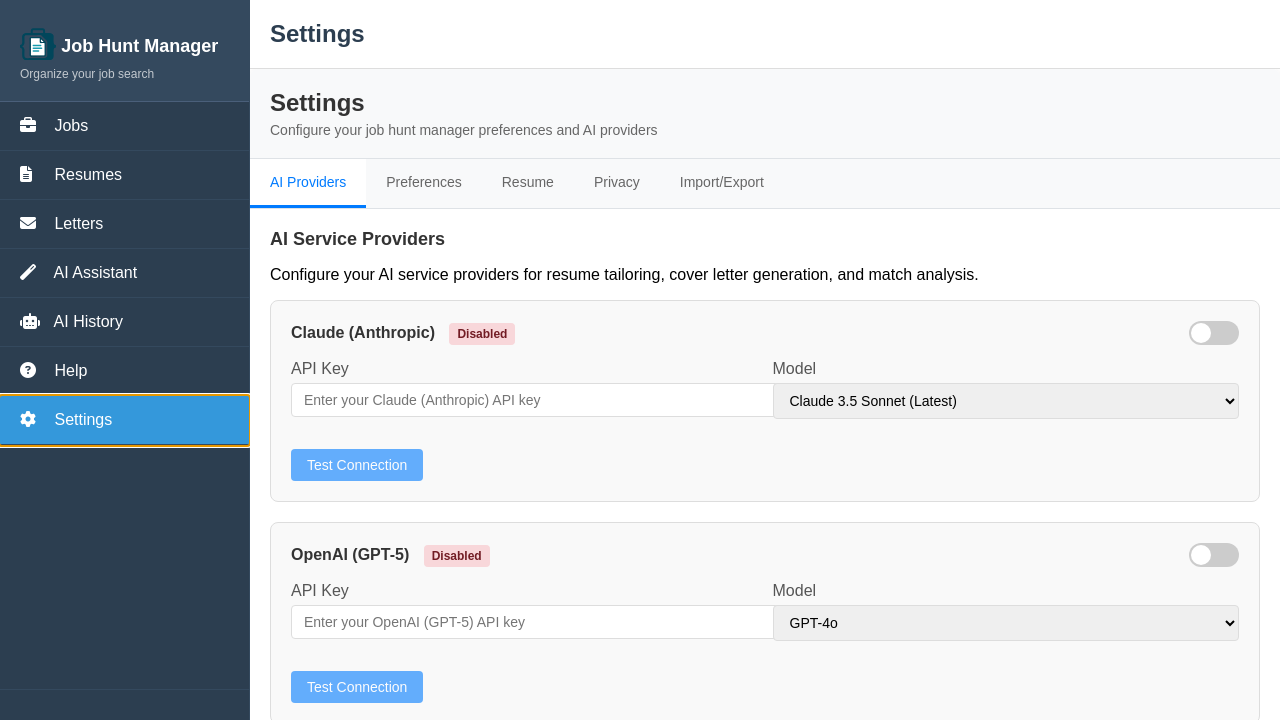 Job Hunt Manager
Organize your job search
Jobs
Resumes
Letters
AI Assistant
AI History
Help
Settings
Settings
Settings
Configure your job hunt manager preferences and AI providers
AI Providers Preferences Resume Privacy Import/Export
AI Service Providers
Configure your AI service providers for resume tailoring, cover letter generation, and match analysis.
Claude (Anthropic) Disabled
API Key Model
Enter your Claude (Anthropic) API key Claude 3.5 Sonnet (Latest)
Test Connection
OpenAI (GPT-5) Disabled
API Key Model
Enter your OpenAI (GPT-5) API key GPT-4o
Test Connection